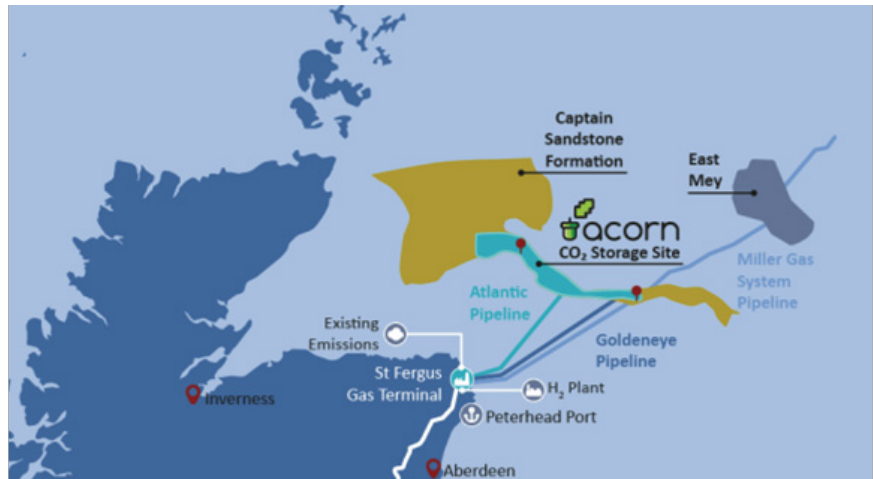 Captain
Sandstone
Formation
East
Mey
acorn
CO₂ Storage Site
Miller Gas
System
Pipeline
Atlantic
Pipeline
Goldeneye
Pipeline
Existing
Emissions
St Fergus
Gas Terminal
H₂ Plant
Inverness
Peterhead Port
Aberdeen